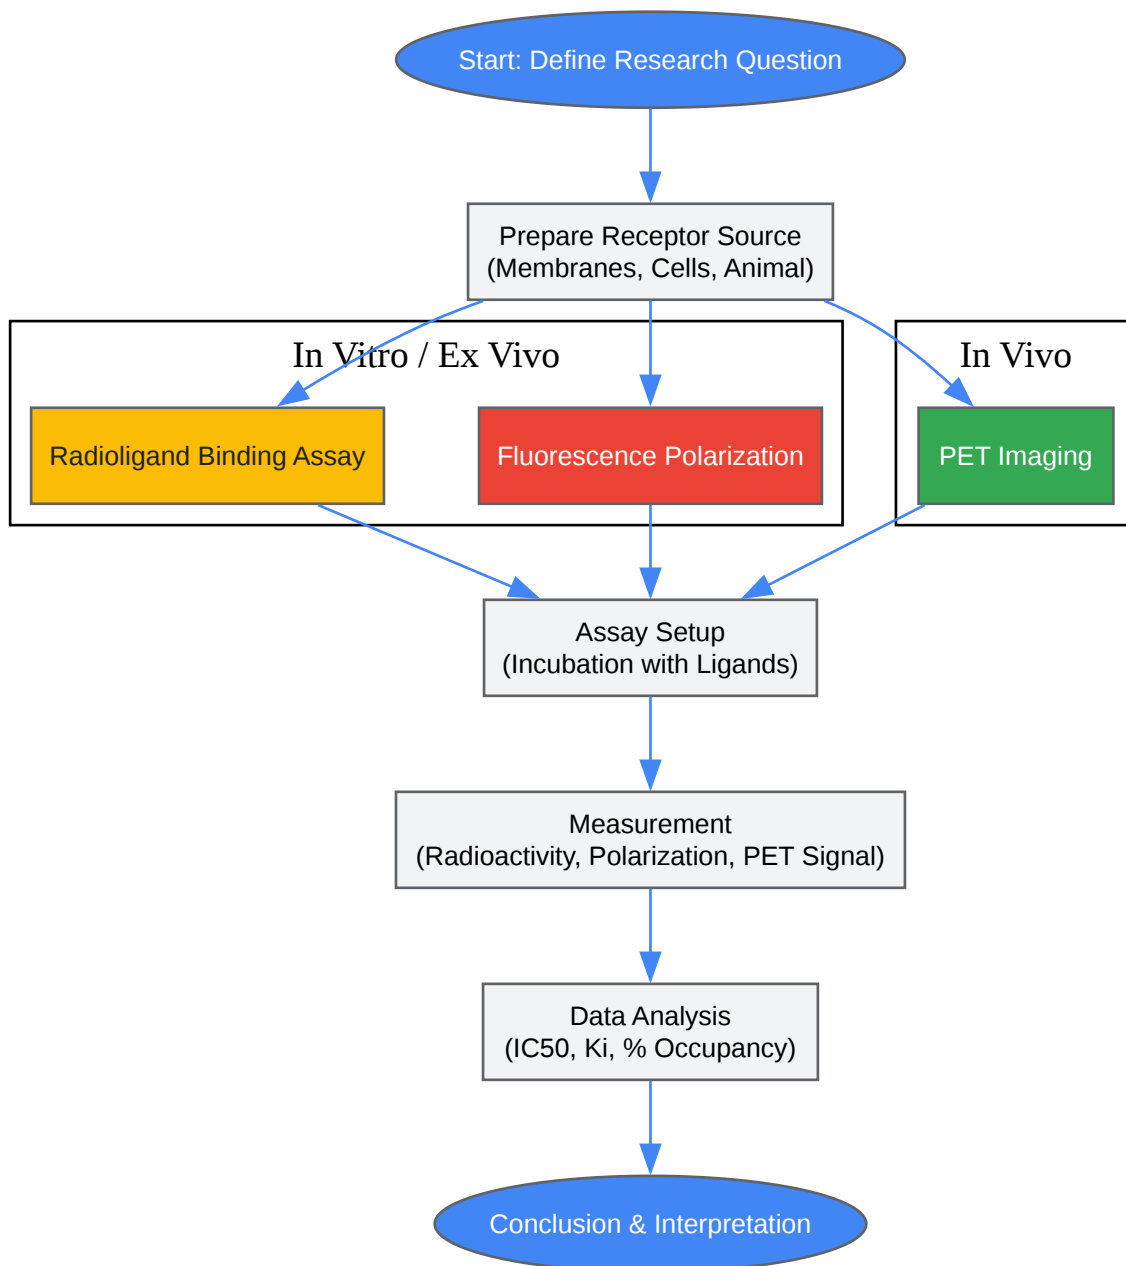 Start: Define Research Question
Prepare Receptor Source
(Membranes, Cells, Animal)
In Vitro / Ex Vivo
In Vivo
Radioligand Binding Assay
Fluorescence Polarization
PET Imaging
Assay Setup
(Incubation with Ligands)
Measurement
(Radioactivity, Polarization, PET Signal)
Data Analysis
(IC50, Ki, % Occupancy)
Conclusion & Interpretation